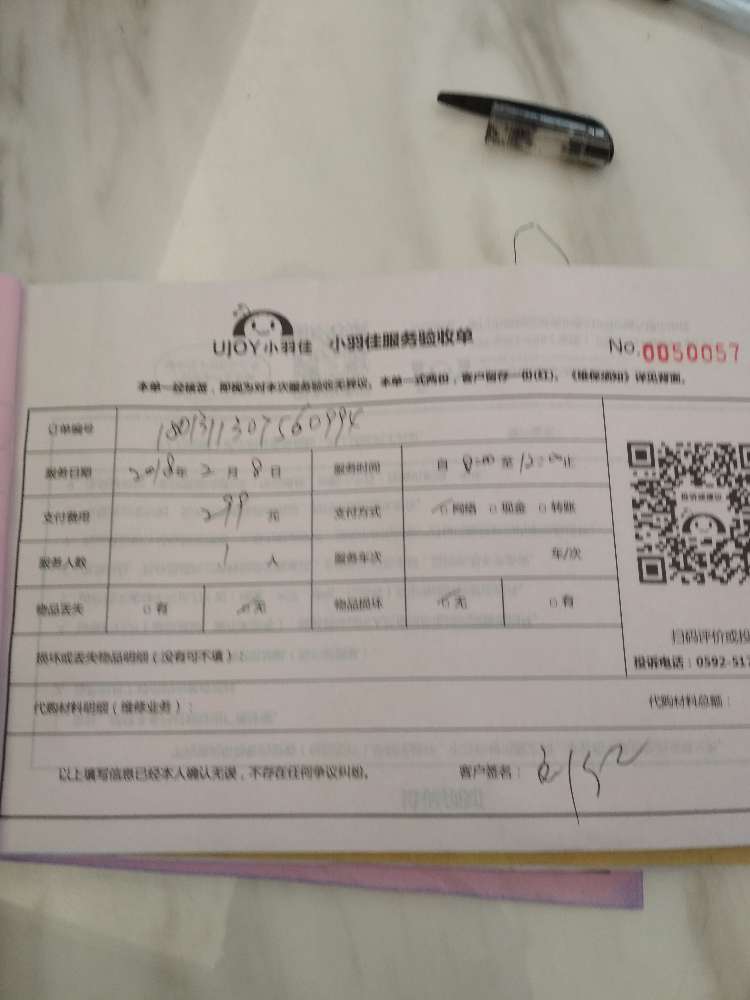 UJOY小羽佳 小羽佳服务验收单 No.0050057
本单一经核签，即视为对本次服务验收无异议。本单一式两份，客户留存一份(红)。《维保须知》详见背面。
订单编号
服务日期 2018年 2月 8日 服务时间 自 8:00 至 12:00止
支付费用 299 元 支付方式 网络 现金 转账
服务人数 1 人 服务车次 车/次
物品丢失 有 无 物品损坏 无 有
扫码评价或投
损坏或丢失物品明细（没有可不填）：
投诉电话：0592-517
代购材料明细（维修业务）： 代购材料总额：
以上填写信息已经本人确认无误，不存在任何争议纠纷。 客户签名：